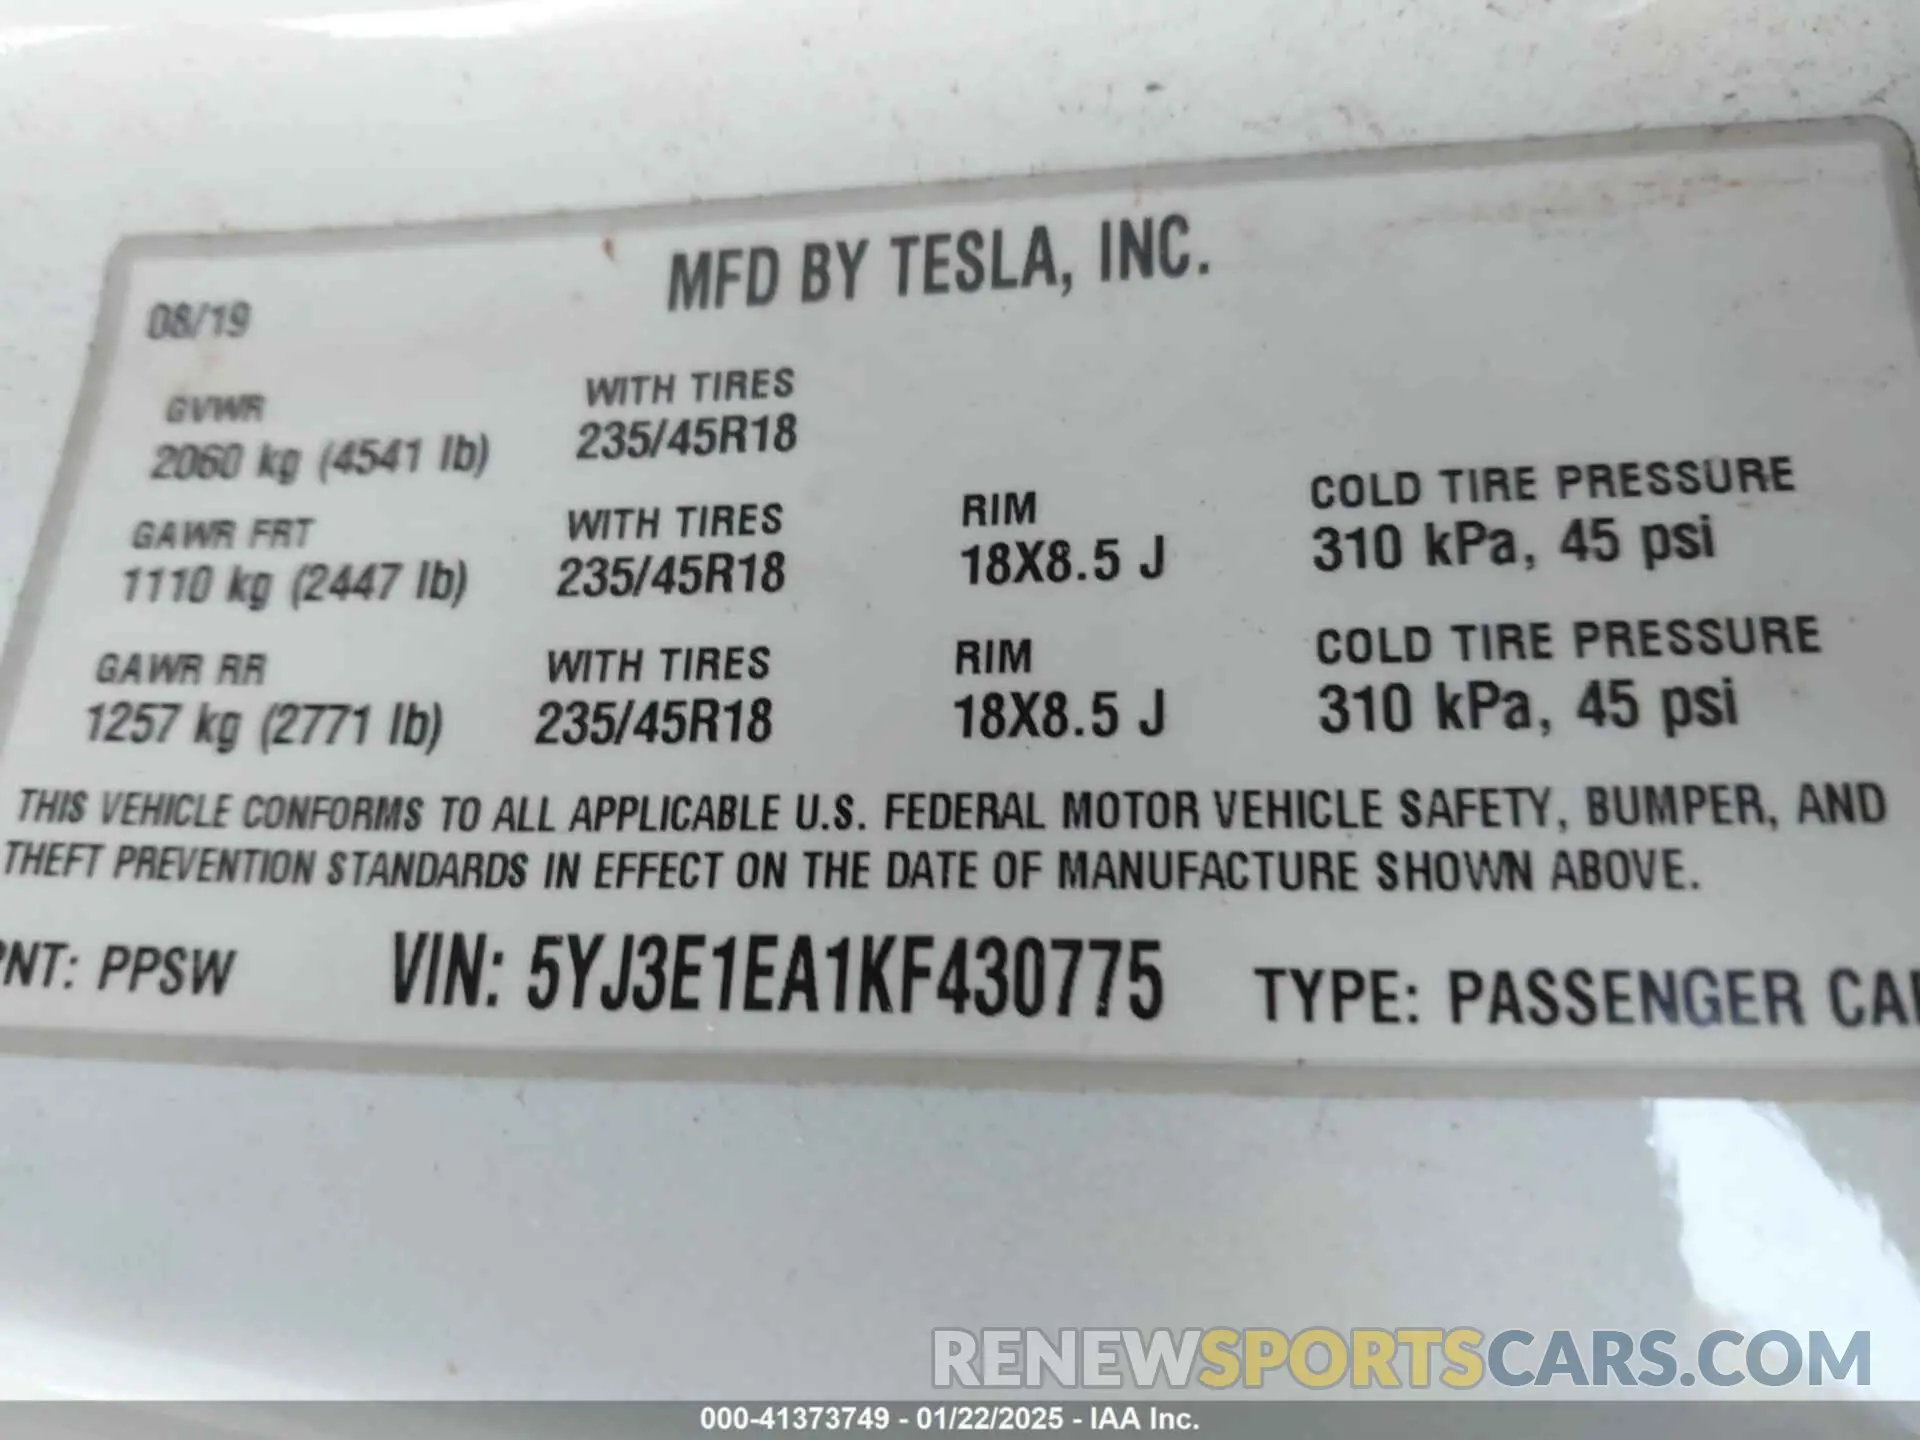 MFD BY TESLA, INC.
08/19
GVWR WITH TIRES
2060 kg (4541 lb) 235/45R18
GAWR FRT WITH TIRES RIM COLD TIRE PRESSURE
1110 kg (2447 lb) 235/45R18 18X8.5 J 310 kPa, 45 psi
GAWR RR WITH TIRES RIM COLD TIRE PRESSURE
1257 kg (2771 lb) 235/45R18 18X8.5 J 310 kPa, 45 psi
THIS VEHICLE CONFORMS TO ALL APPLICABLE U.S. FEDERAL MOTOR VEHICLE SAFETY, BUMPER, AND
THEFT PREVENTION STANDARDS IN EFFECT ON THE DATE OF MANUFACTURE SHOWN ABOVE.
PNT: PPSW VIN: 5YJ3E1EA1KF430775 TYPE: PASSENGER CAR
RENEWSPORTSCARS.COM
000-41373749 - 01/22/2025 - IAA Inc.